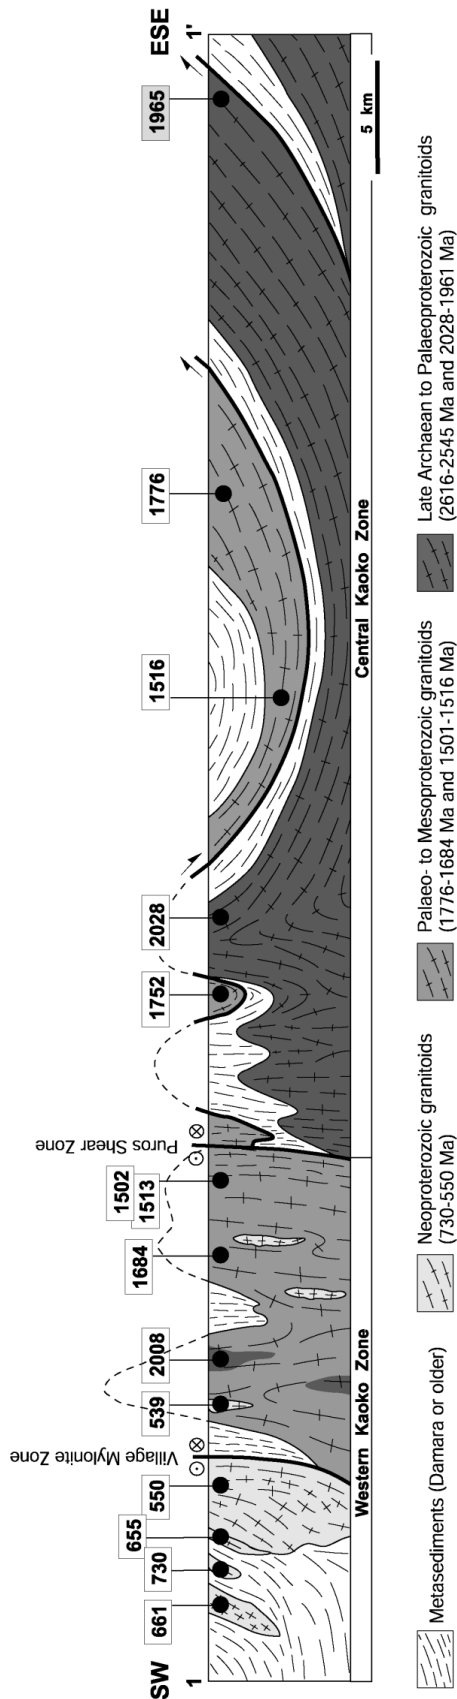 SW
ESE
1
1'
661
730
655
550
Village Mylonite Zone
539
2008
1684
1513
1502
Puros Shear Zone
1752
2028
1516
1776
1965
Western Kaoko Zone
Central Kaoko Zone
5 km
Metasediments (Damara or older)
Neoproterozoic granitoids
(730-550 Ma)
Palaeo- to Mesoproterozoic granitoids
(1776-1684 Ma and 1501-1516 Ma)
Late Archaean to Palaeoproterozoic granitoids
(2616-2545 Ma and 2028-1961 Ma)